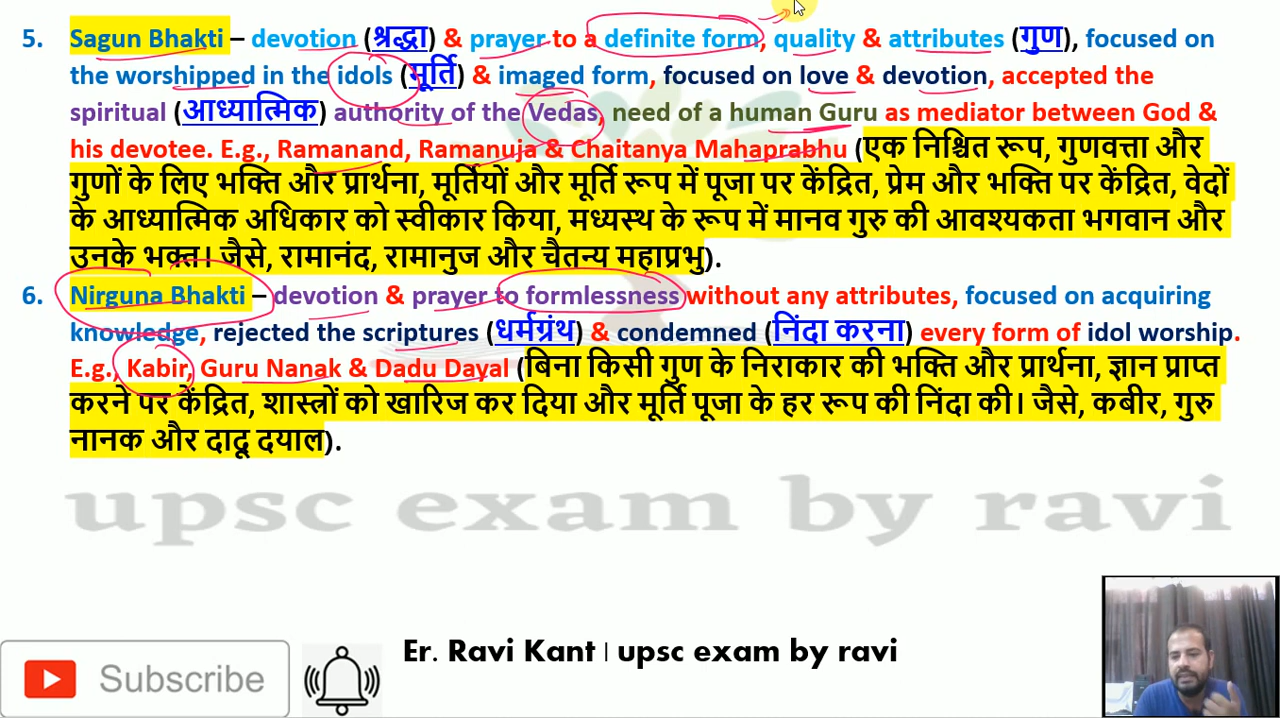 5. Sagun Bhakti – devotion (श्रद्धा) & prayer to a definite form, quality & attributes (गुण), focused on
the worshipped in the idols (मूर्ति) & imaged form, focused on love & devotion, accepted the
spiritual (आध्यात्मिक) authority of the Vedas, need of a human Guru as mediator between God &
his devotee. E.g., Ramanand, Ramanuja & Chaitanya Mahaprabhu (एक निश्चित रूप, गुणवत्ता और
गुणों के लिए भक्ति और प्रार्थना, मूर्तियों और मूर्ति रूप में पूजा पर केंद्रित, प्रेम और भक्ति पर केंद्रित, वेदों
के आध्यात्मिक अधिकार को स्वीकार किया, मध्यस्थ के रूप में मानव गुरु की आवश्यकता भगवान और
उनके भक्त। जैसे, रामानंद, रामानुज और चैतन्य महाप्रभु).
6. Nirguna Bhakti – devotion & prayer to formlessness without any attributes, focused on acquiring
knowledge, rejected the scriptures (धर्मग्रंथ) & condemned (निंदा करना) every form of idol worship.
E.g., Kabir, Guru Nanak & Dadu Dayal (बिना किसी गुण के निराकार की भक्ति और प्रार्थना, ज्ञान प्राप्त
करने पर केंद्रित, शास्त्रों को खारिज कर दिया और मूर्ति पूजा के हर रूप की निंदा की। जैसे, कबीर, गुरु
नानक और दादू दयाल).
upsc exam by ravi
Er. Ravi Kant | upsc exam by ravi
Subscribe